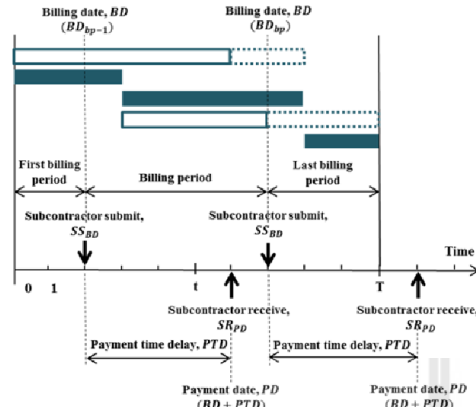 Billing date, BD
(BD_bp−1)
Billing date, BD
(BD_bp)
First billing
period
Billing period
Last billing
period
Subcontractor submit,
SS_BD
Subcontractor submit,
SS_BD
Time
0 1 t T
Subcontractor receive,
SR_PD
Subcontractor receive,
SR_PD
Payment time delay, PTD
Payment time delay, PTD
Payment date, PD
(BD + PTD)
Payment date, PD
(BD + PTD)